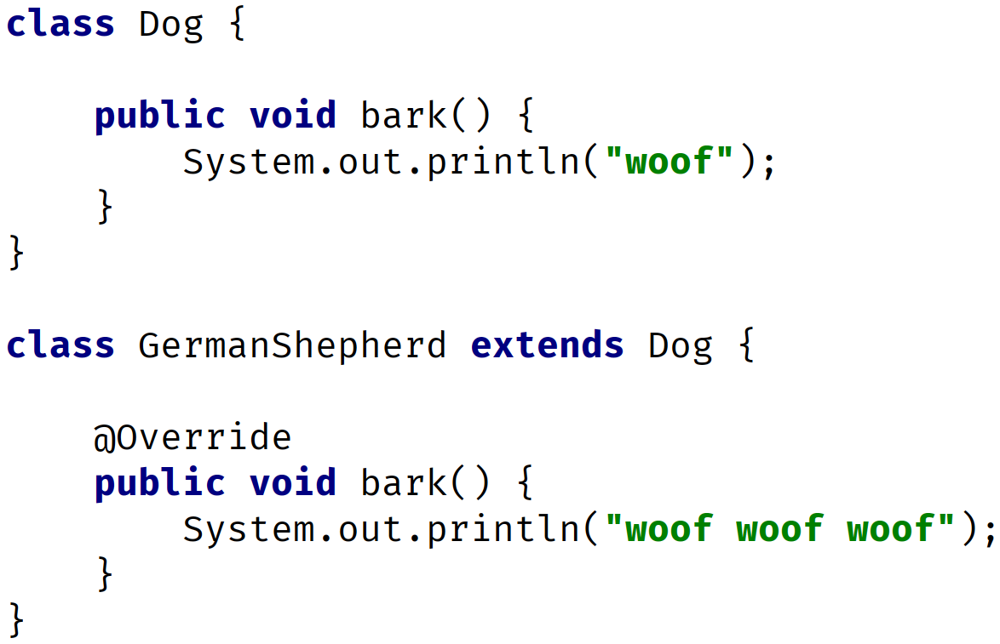 class Dog {
public void bark() {
System.out.println("woof");
}
}
class GermanShepherd extends Dog {
@Override
public void bark() {
System.out.println("woof woof woof");
}
}